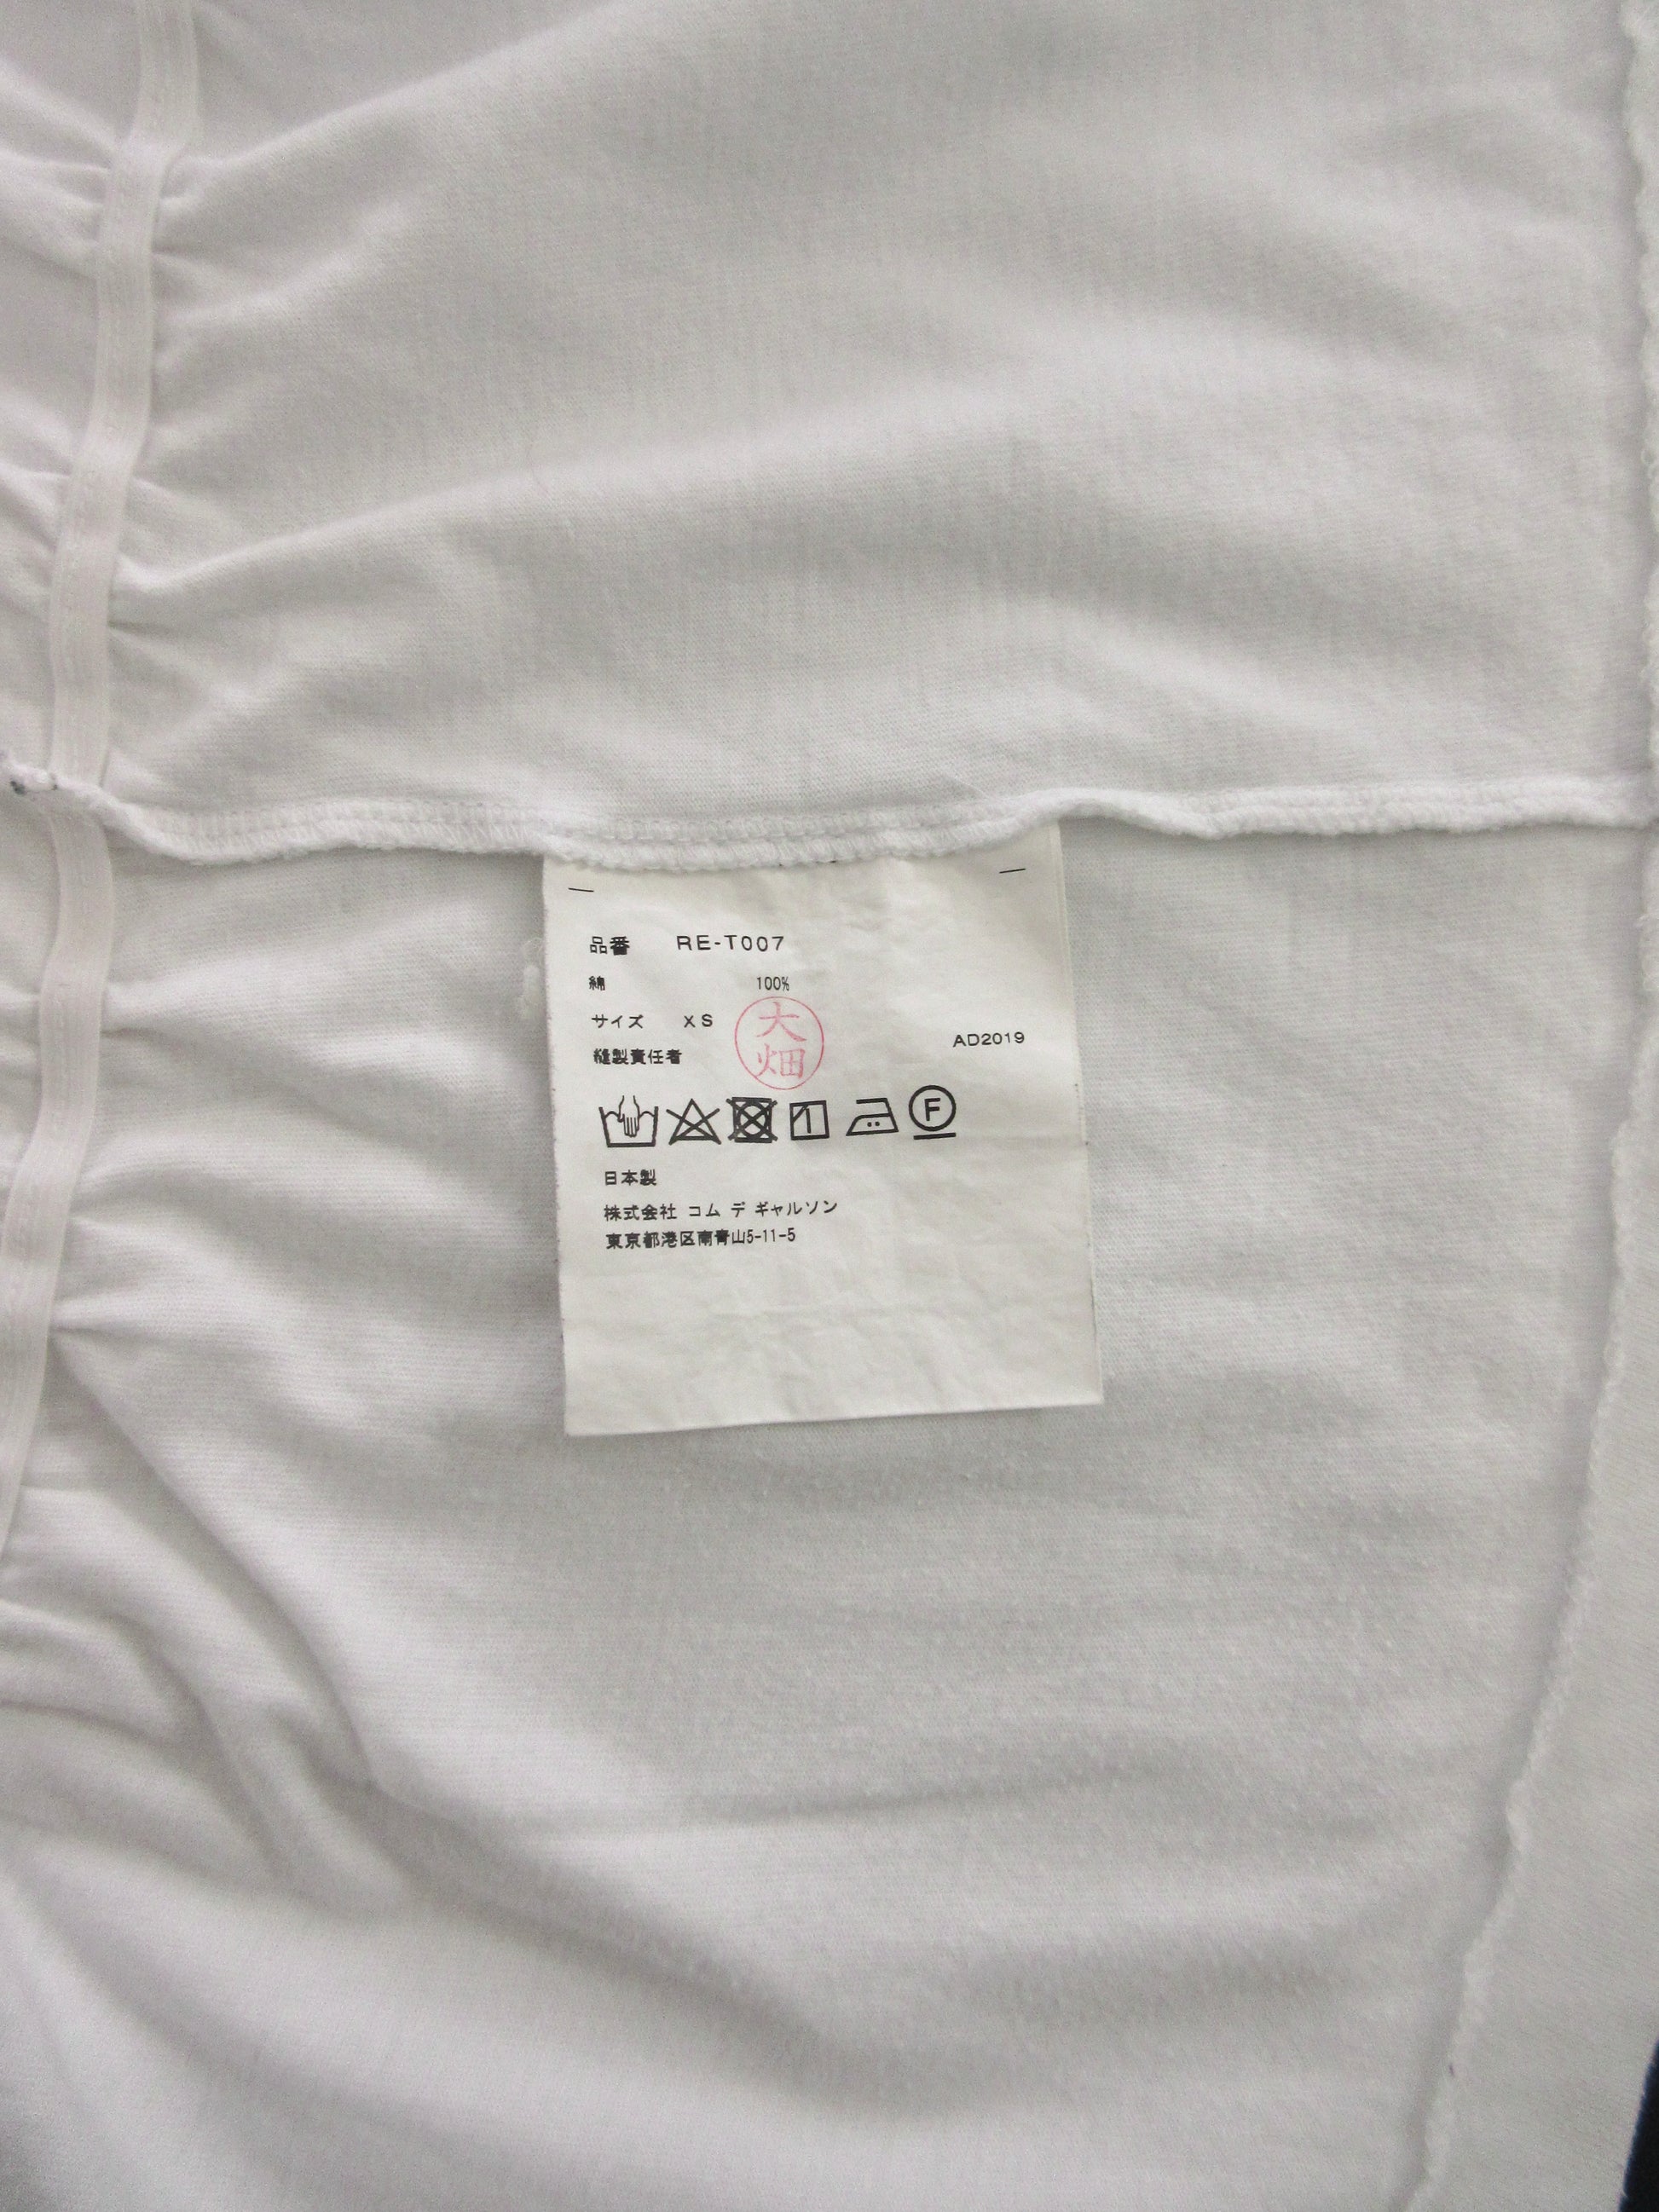 品番 RE-T007
綿 100%
サイズ XS
AD2019
縫製責任者 大畑
F
日本製
株式会社 コム デ ギャルソン
東京都港区南青山5-11-5